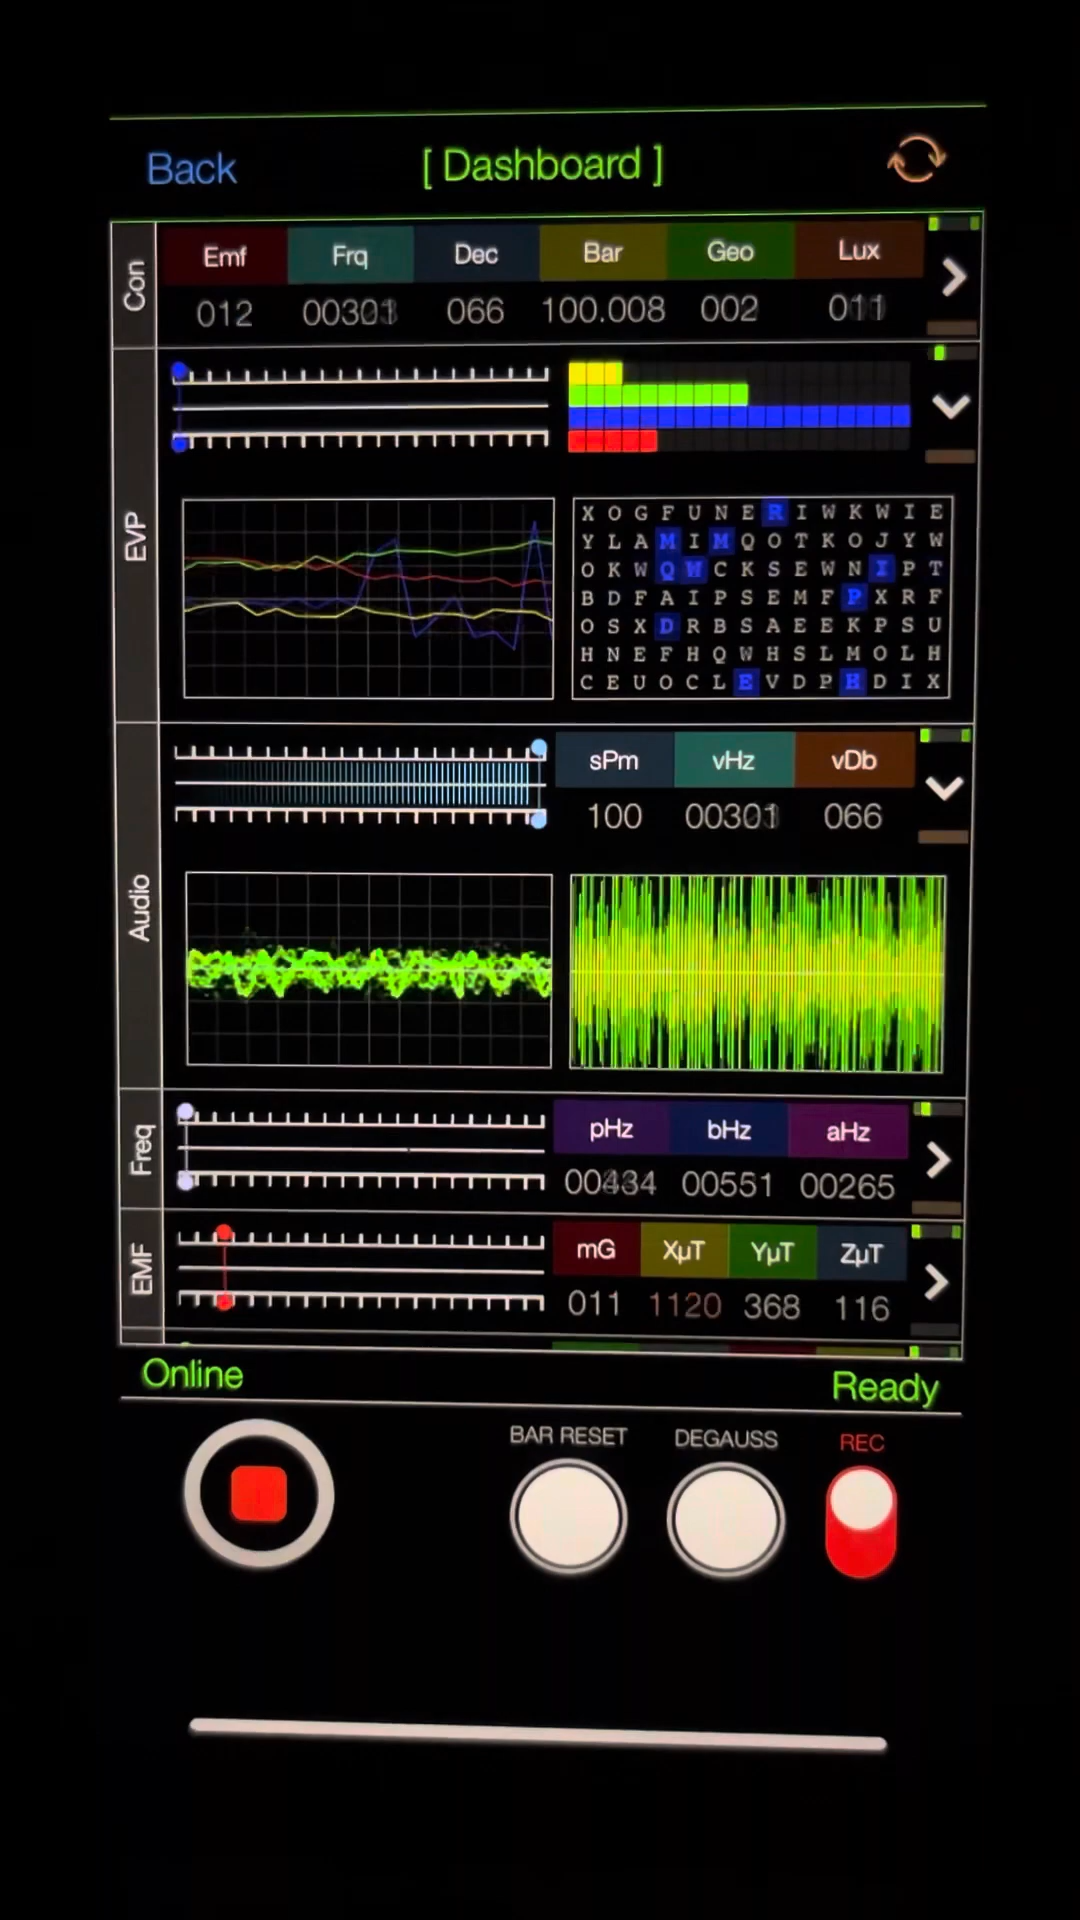 Back
[ Dashboard ]
Con
Emf Frq Dec Bar Geo Lux
012 066 100.008 002
EVP
X O G F U N E R I W K W I E
Y L A M I M Q O T K O J Y W
O K W Q W C K S E W N I P T
B D F A I P S E M F P X R F
O S X D R B S A E E K P S U
H N E F H Q W H S L M O L H
C E U O C L E V D P H D I X
Audio
sPm vHz vDb
100 066
Freq
pHz bHz aHz
00551 00265
EMF
mG XµT YµT ZµT
011 1120 368 116
Online
Ready
BAR RESET
DEGAUSS
REC